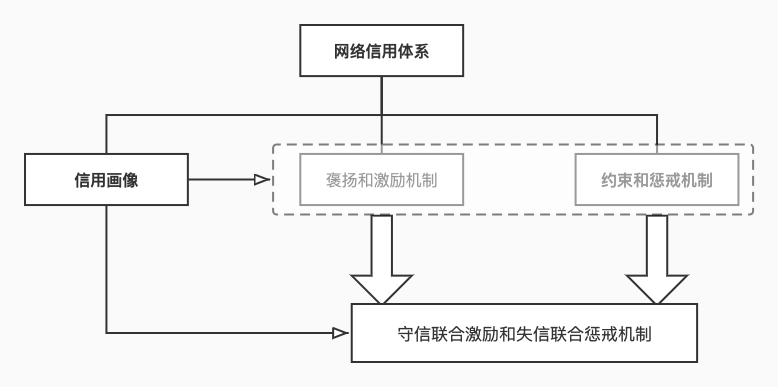 网络信用体系
信用画像
褒扬和激励机制
约束和惩戒机制
守信联合激励和失信联合惩戒机制